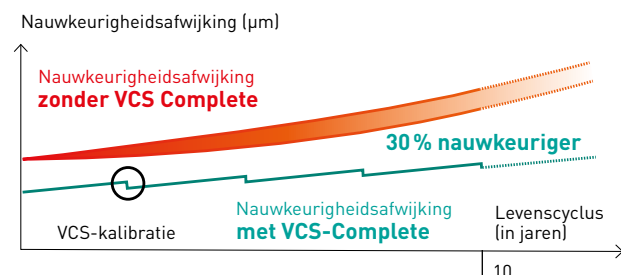 Nauwkeurigheidsafwijking (µm)
Nauwkeurigheidsafwijking
zonder VCS Complete
30 % nauwkeuriger
Nauwkeurigheidsafwijking
met VCS-Complete
Levenscyclus
(in jaren)
VCS-kalibratie
10